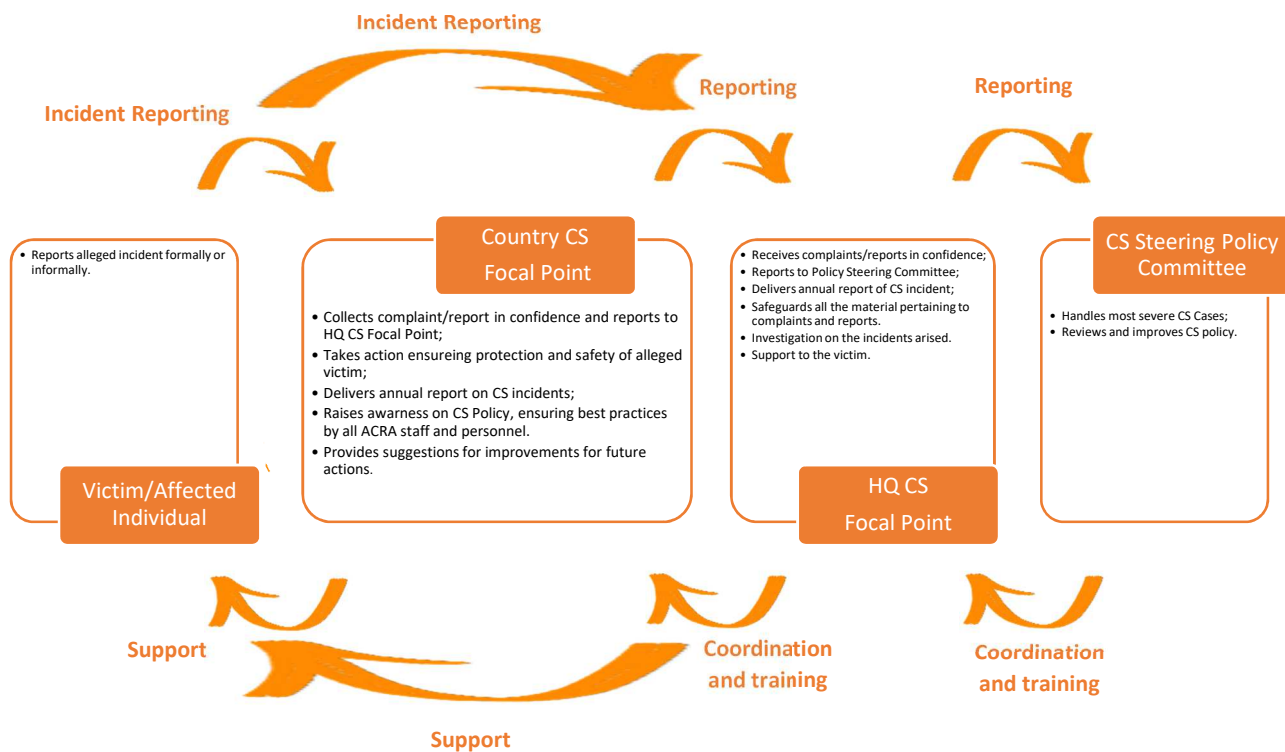 Incident Reporting
Incident Reporting
Reporting
Reporting
• Reports alleged incident formally or
informally.
Victim/Affected
Individual
Country CS
Focal Point
• Collects complaint/report in confidence and reports to
HQ CS Focal Point;
• Takes action ensureing protection and safety of alleged
victim;
• Delivers annual report on CS incidents;
• Raises awarness on CS Policy, ensuring best practices
by all ACRA staff and personnel.
• Provides suggestions for improvements for future
actions.
• Receives complaints/reports in confidence;
• Reports to Policy Steering Committee;
• Delivers annual report of CS incident;
• Safeguards all the material pertaining to
complaints and reports.
• Investigation on the incidents arised.
• Support to the victim.
HQ CS
Focal Point
CS Steering Policy
Committee
• Handles most severe CS Cases;
• Reviews and improves CS policy.
Support
Coordination
and training
Coordination
and training
Support